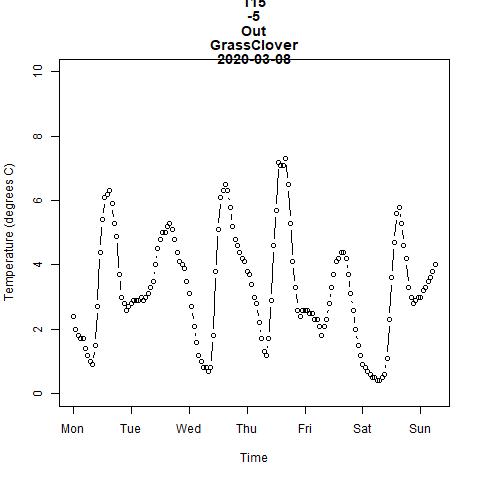 T15
-5
Out
GrassClover
2020-03-08
10
8
6
4
2
0
Temperature (degrees C)
Mon Tue Wed Thu Fri Sat Sun
Time